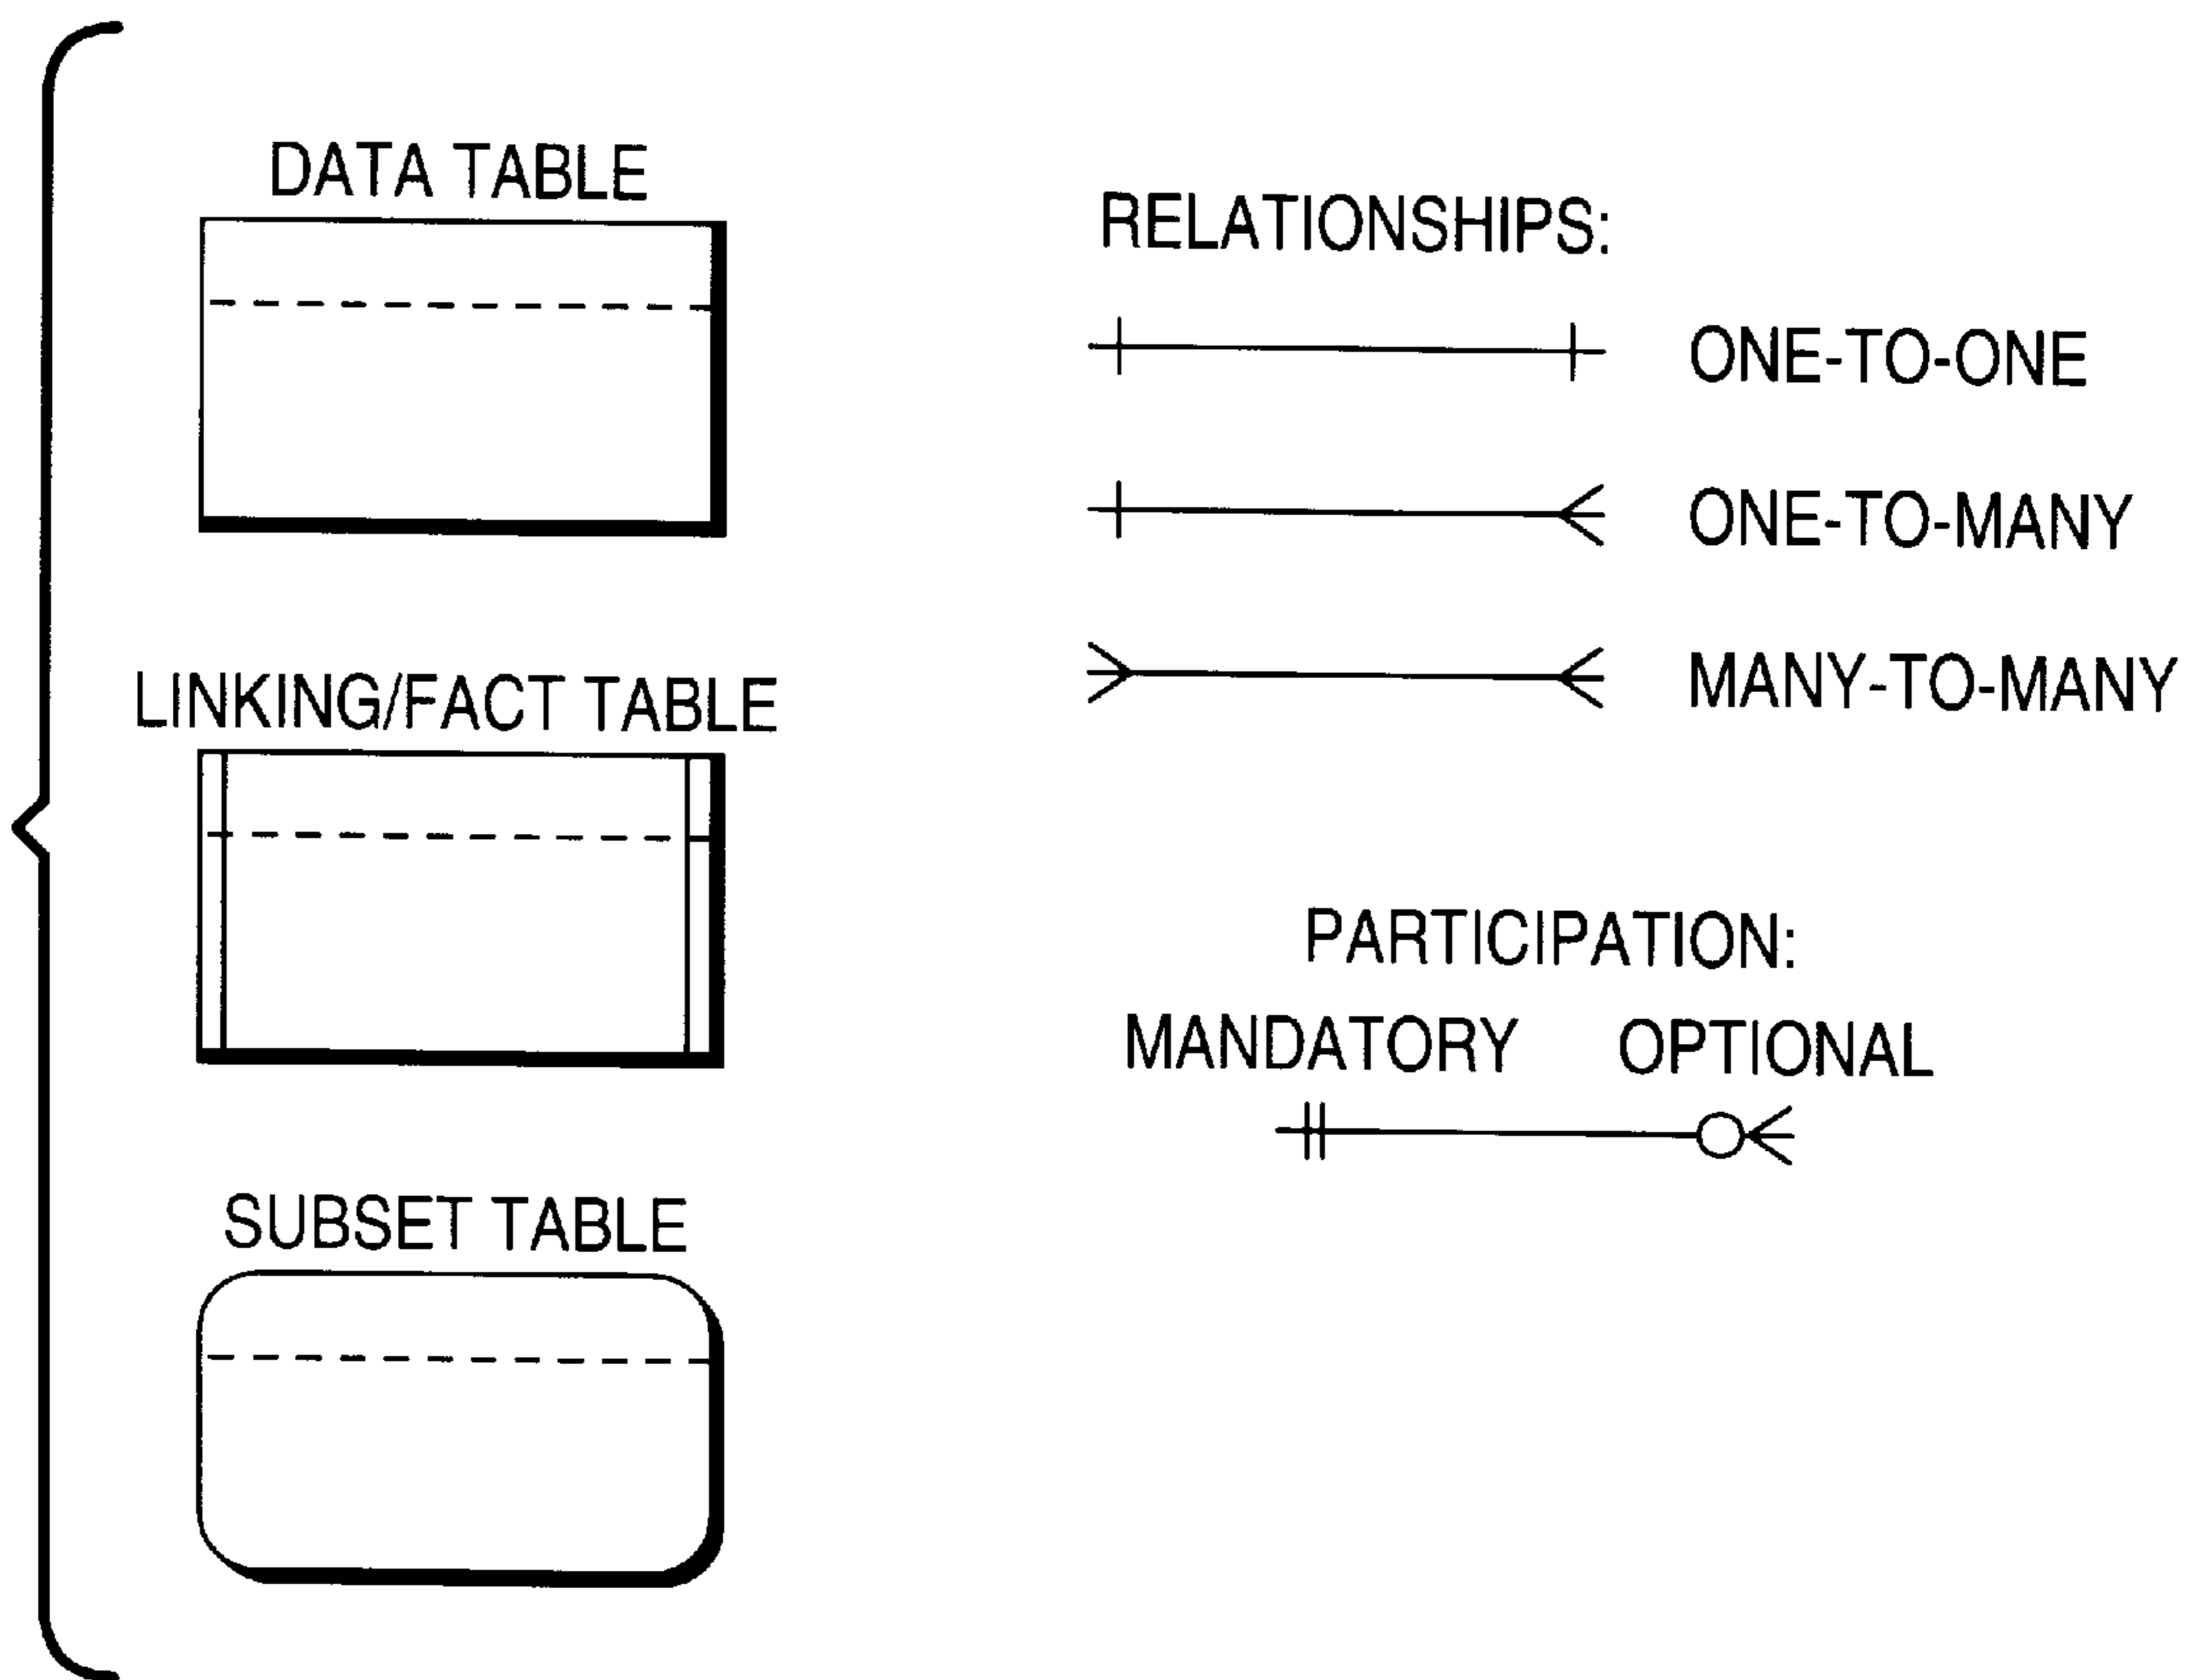 DATA TABLE
LINKING/FACT TABLE
SUBSET TABLE
RELATIONSHIPS:
ONE-TO-ONE
ONE-TO-MANY
MANY-TO-MANY
PARTICIPATION:
MANDATORY OPTIONAL